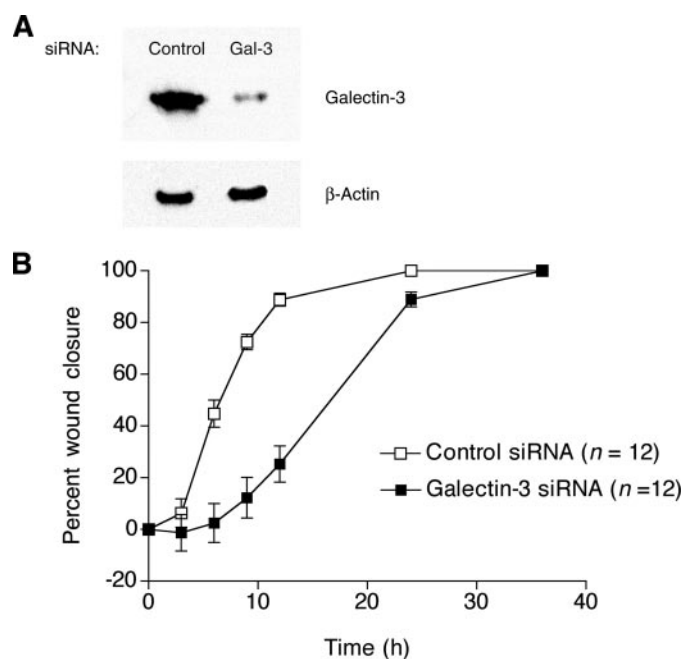 A
siRNA: Control Gal-3
Galectin-3
β-Actin
B
Percent wound closure
100
80
60
40
20
0
-20
Control siRNA (n = 12)
Galectin-3 siRNA (n =12)
0 10 20 30 40
Time (h)